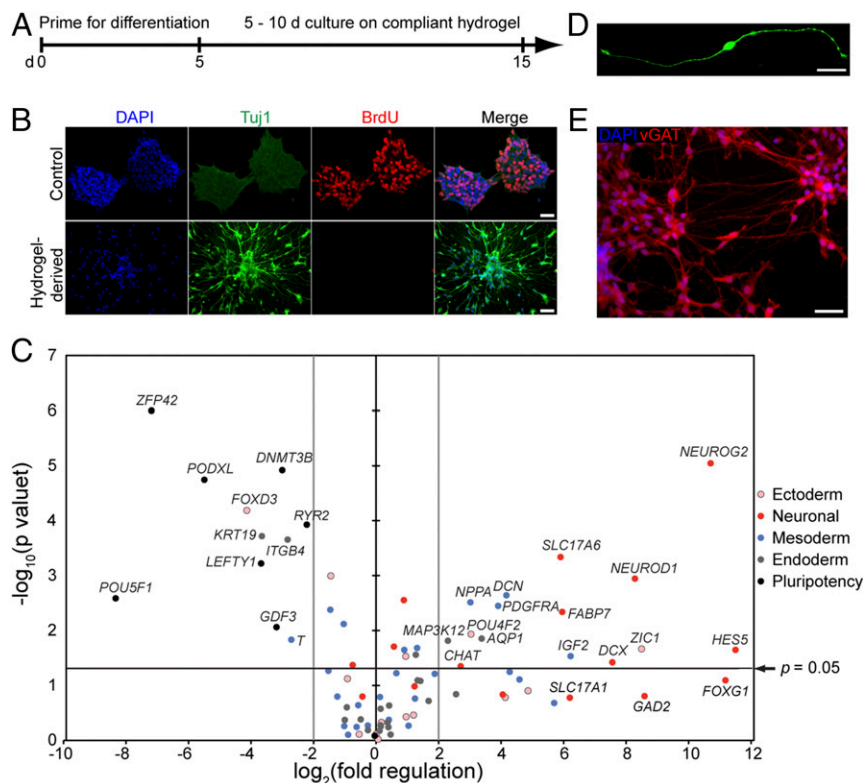 A
Prime for differentiation
5 - 10 d culture on compliant hydrogel
d 0
5
15
D
B
DAPI
Tuj1
BrdU
Merge
Control
Hydrogel-
derived
E
DAPI vGAT
C
7
6
5
4
3
2
1
0
-log10(p valuet)
-10
-8
-6
-4
-2
0
2
4
6
8
10
12
log2(fold regulation)
ZFP42
PODXL
DNMT3B
FOXD3
RYR2
KRT19
ITGB4
LEFTY1
POU5F1
GDF3
T
NEUROG2
SLC17A6
NEUROD1
NPPA
DCN
PDGFRA
FABP7
MAP3K12
POU4F2
AQP1
ZIC1
IGF2
DCX
HES5
CHAT
SLC17A1
GAD2
FOXG1
Ectoderm
Neuronal
Mesoderm
Endoderm
Pluripotency
p = 0.05